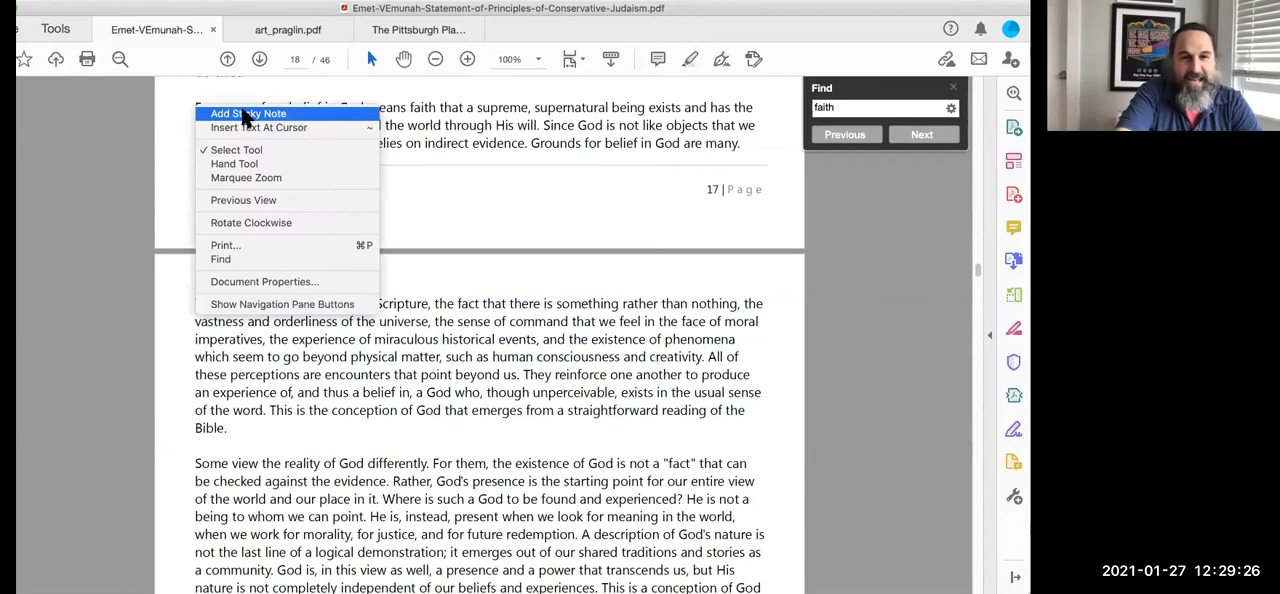 Emet-VEmunah-Statement-of-Principles-of-Conservative-Judaism.pdf
Tools
Emet-VEmunah-S... ×
art_praglin.pdf
The Pittsburgh Pla...
18 / 46
100%
Find
faith
Previous Next
Add Sticky Note
Insert Text At Cursor ~
✓ Select Tool
Hand Tool
Marquee Zoom
Previous View
Rotate Clockwise
Print... ⌘P
Find
Document Properties...
Show Navigation Pane Buttons
eans faith that a supreme, supernatural being exists and has the
the world through His will. Since God is not like objects that we
elies on indirect evidence. Grounds for belief in God are many.
17 | Page
Scripture, the fact that there is something rather than nothing, the
vastness and orderliness of the universe, the sense of command that we feel in the face of moral
imperatives, the experience of miraculous historical events, and the existence of phenomena
which seem to go beyond physical matter, such as human consciousness and creativity. All of
these perceptions are encounters that point beyond us. They reinforce one another to produce
an experience of, and thus a belief in, a God who, though unperceivable, exists in the usual sense
of the word. This is the conception of God that emerges from a straightforward reading of the
Bible.
Some view the reality of God differently. For them, the existence of God is not a "fact" that can
be checked against the evidence. Rather, God's presence is the starting point for our entire view
of the world and our place in it. Where is such a God to be found and experienced? He is not a
being to whom we can point. He is, instead, present when we look for meaning in the world,
when we work for morality, for justice, and for future redemption. A description of God's nature is
not the last line of a logical demonstration; it emerges out of our shared traditions and stories as
a community. God is, in this view as well, a presence and a power that transcends us, but His
nature is not completely independent of our beliefs and experiences. This is a conception of God
2021-01-27 12:29:26